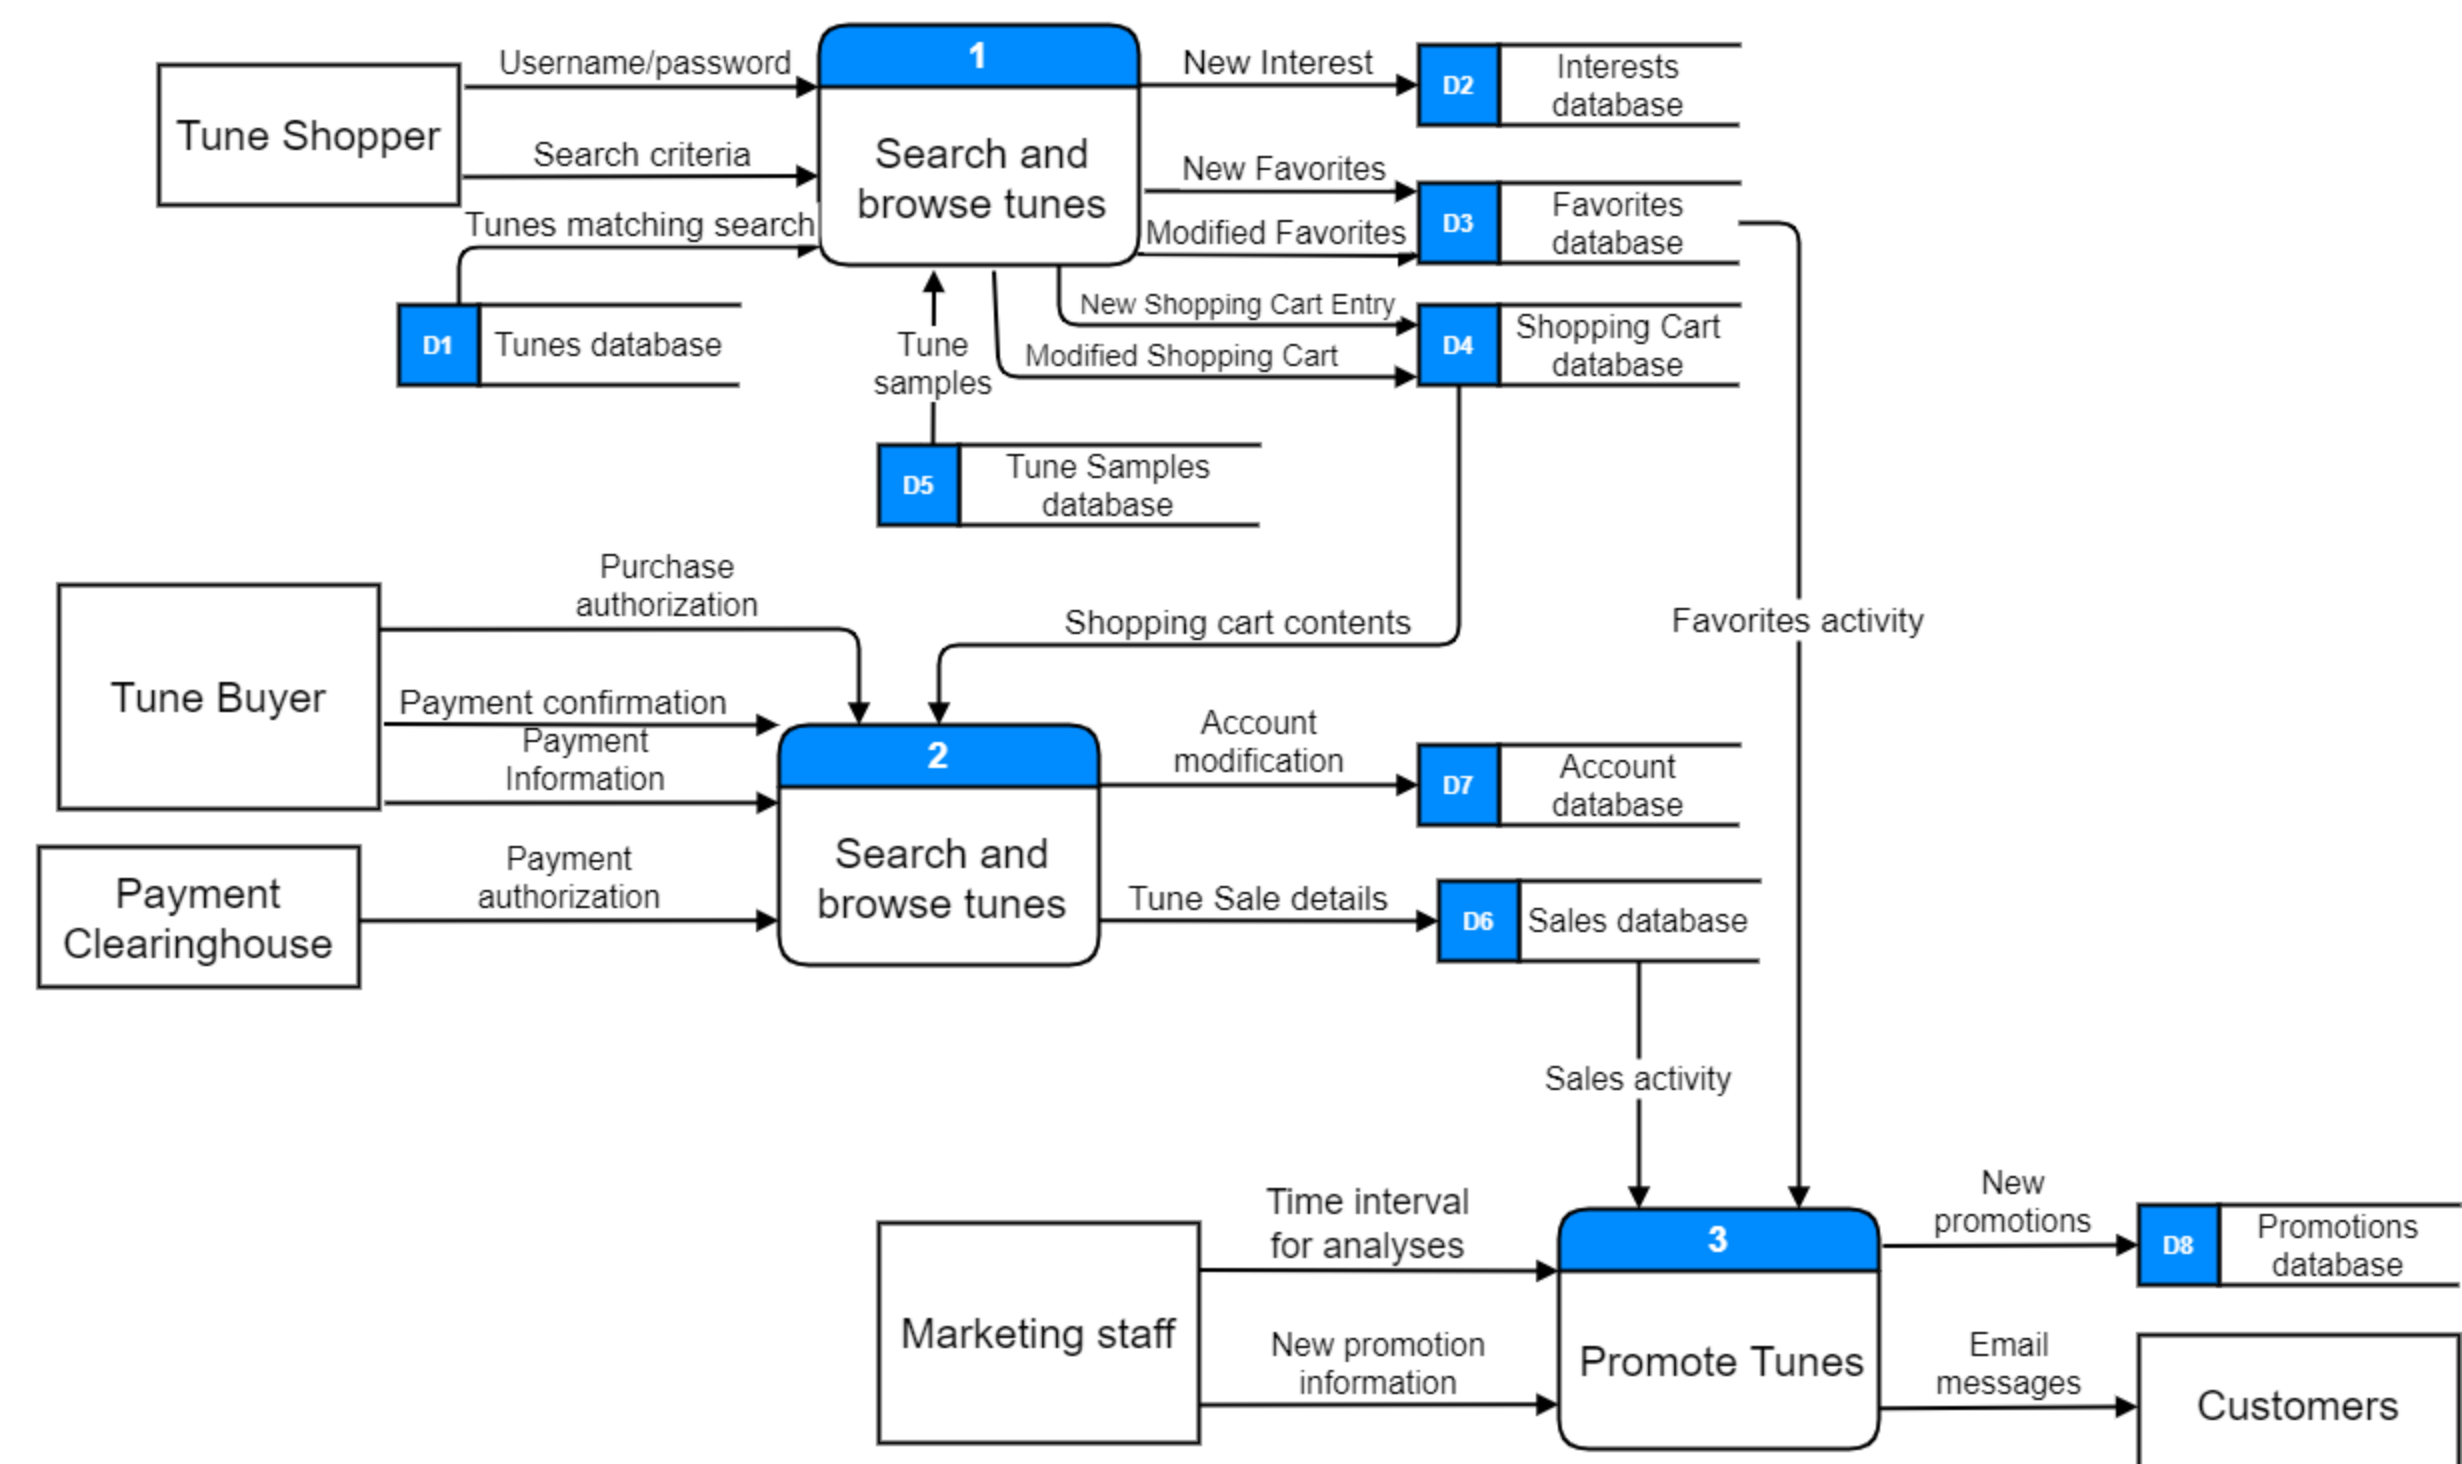 Username/password
1
New Interest
D2
Interests
database
Tune Shopper
Search criteria
Search and
browse tunes
New Favorites
D3
Favorites
database
Tunes matching search
Modified Favorites
D1
Tunes database
Tune
samples
New Shopping Cart Entry
Modified Shopping Cart
D4
Shopping Cart
database
D5
Tune Samples
database
Purchase
authorization
Shopping cart contents
Favorites activity
Tune Buyer
Payment confirmation
Payment
Information
2
Account
modification
D7
Account
database
Payment
Clearinghouse
Payment
authorization
Search and
browse tunes
Tune Sale details
D6
Sales database
Sales activity
Marketing staff
Time interval
for analyses
New promotion
information
3
Promote Tunes
New
promotions
D8
Promotions
database
Email
messages
Customers